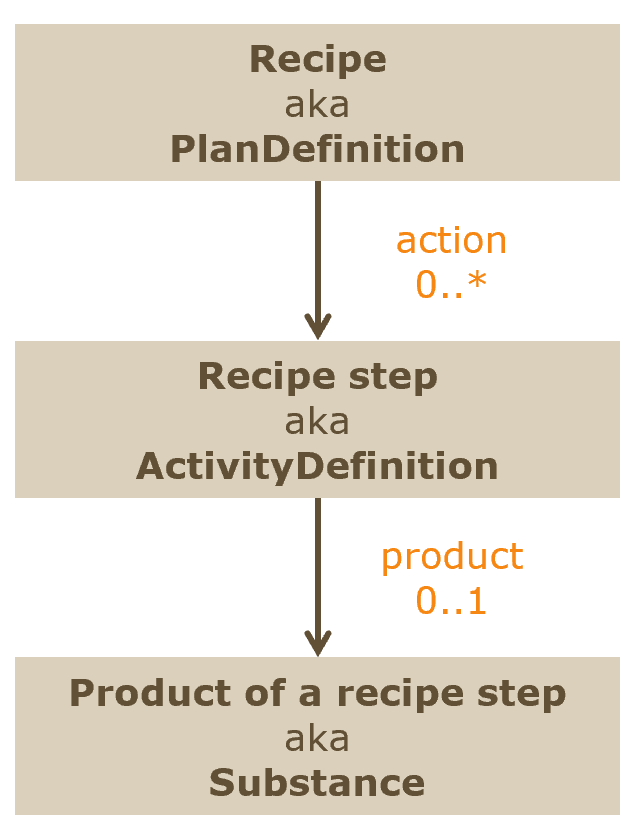 Recipe
aka
PlanDefinition
action
0..*
Recipe step
aka
ActivityDefinition
product
0..1
Product of a recipe step
aka
Substance